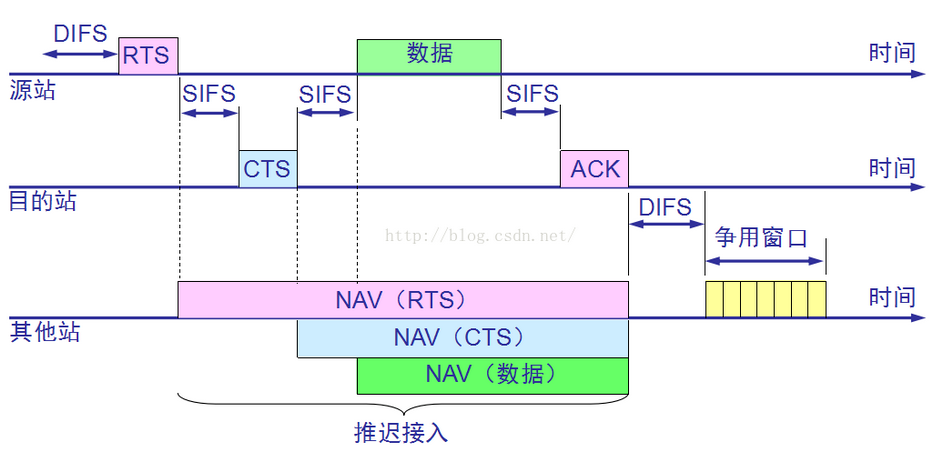 DIFS
RTS
数据
时间
源站
SIFS
SIFS
SIFS
CTS
ACK
时间
目的站
DIFS
http://blog.csdn.net/
争用窗口
NAV（RTS）
时间
其他站
NAV（CTS）
NAV（数据）
推迟接入